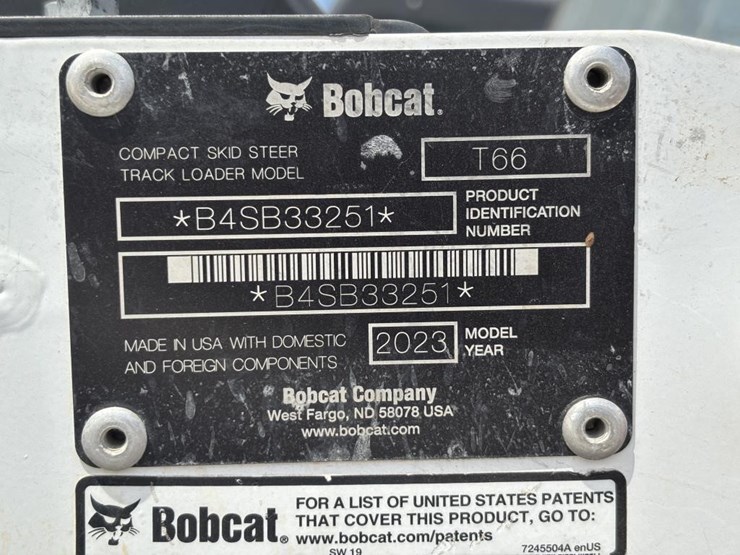 Bobcat.
COMPACT SKID STEER
TRACK LOADER MODEL
T66
*B4SB33251*
PRODUCT
IDENTIFICATION
NUMBER
*B4SB33251*
MADE IN USA WITH DOMESTIC
AND FOREIGN COMPONENTS
2023
MODEL
YEAR
Bobcat Company
West Fargo, ND 58078 USA
www.bobcat.com
Bobcat®
FOR A LIST OF UNITED STATES PATENTS
THAT COVER THIS PRODUCT, GO TO:
www.bobcat.com/patents
SW 19
7245504A enUS